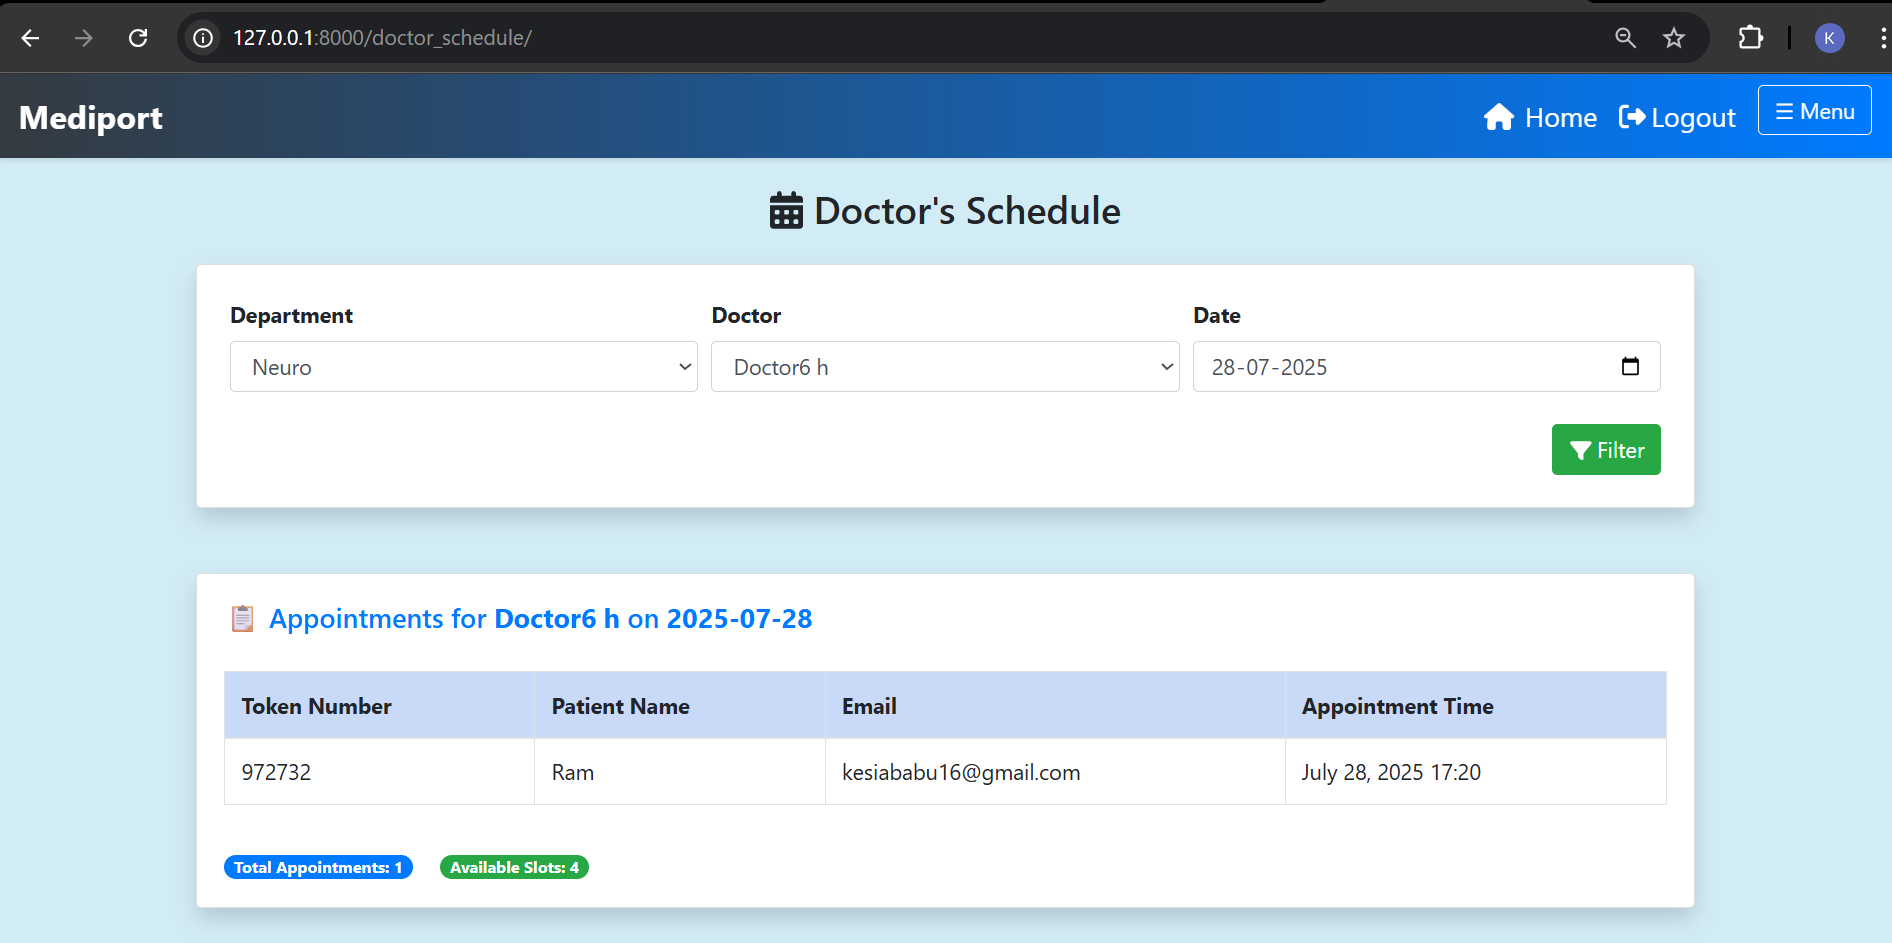 127.0.0.1:8000/doctor_schedule/
K
Mediport
Home Logout Menu
Doctor's Schedule
Department Doctor Date
Neuro Doctor6 h 28-07-2025
Filter
Appointments for Doctor6 h on 2025-07-28
Token Number Patient Name Email Appointment Time
972732 Ram kesiababu16@gmail.com July 28, 2025 17:20
Total Appointments: 1 Available Slots: 4